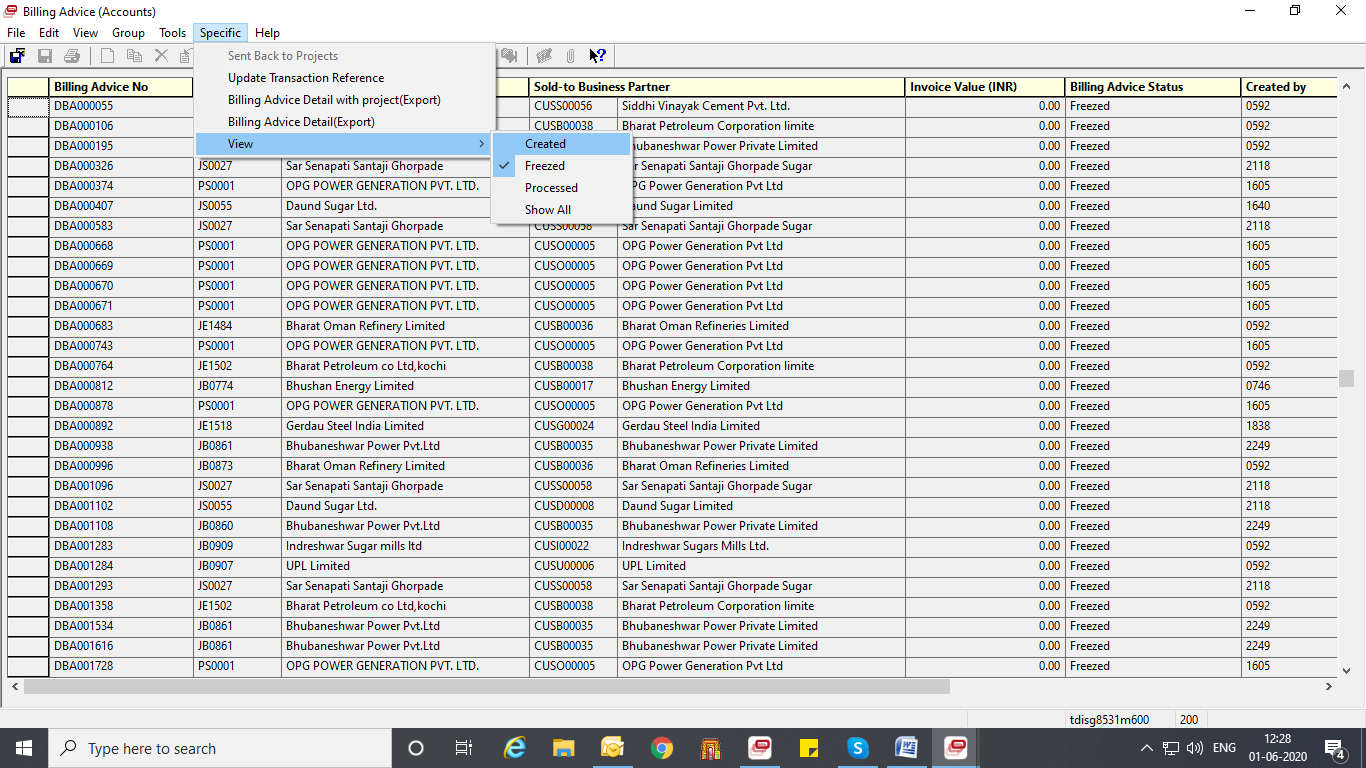 Billing Advice (Accounts)
File Edit View Group Tools Specific Help
Sent Back to Projects
Update Transaction Reference
Billing Advice Detail with project(Export)
Billing Advice Detail(Export)
View
Created
Freezed
Processed
Show All
Billing Advice No Sold-to Business Partner Invoice Value (INR) Billing Advice Status Created by
DBA000055 CUSS00056 Siddhi Vinayak Cement Pvt. Ltd. 0.00 Freezed 0592
DBA000106 CUSB00038 Bharat Petroleum Corporation limite 0.00 Freezed 0592
DBA000195 hubaneshwar Power Private Limited 0.00 Freezed 0592
DBA000326 JS0027 Sar Senapati Santaji Ghorpade ar Senapati Santaji Ghorpade Sugar 0.00 Freezed 2118
DBA000374 PS0001 OPG POWER GENERATION PVT. LTD. PG Power Generation Pvt Ltd 0.00 Freezed 1605
DBA000407 JS0055 Daund Sugar Ltd. aund Sugar Limited 0.00 Freezed 1640
DBA000583 JS0027 Sar Senapati Santaji Ghorpade CUSS00058 Sar Senapati Santaji Ghorpade Sugar 0.00 Freezed 2118
DBA000668 PS0001 OPG POWER GENERATION PVT. LTD. CUSO00005 OPG Power Generation Pvt Ltd 0.00 Freezed 1605
DBA000669 PS0001 OPG POWER GENERATION PVT. LTD. CUSO00005 OPG Power Generation Pvt Ltd 0.00 Freezed 1605
DBA000670 PS0001 OPG POWER GENERATION PVT. LTD. CUSO00005 OPG Power Generation Pvt Ltd 0.00 Freezed 1605
DBA000671 PS0001 OPG POWER GENERATION PVT. LTD. CUSO00005 OPG Power Generation Pvt Ltd 0.00 Freezed 1605
DBA000683 JE1484 Bharat Oman Refinery Limited CUSB00036 Bharat Oman Refineries Limited 0.00 Freezed 0592
DBA000743 PS0001 OPG POWER GENERATION PVT. LTD. CUSO00005 OPG Power Generation Pvt Ltd 0.00 Freezed 1605
DBA000764 JE1502 Bharat Petroleum co Ltd,kochi CUSB00038 Bharat Petroleum Corporation limite 0.00 Freezed 0592
DBA000812 JB0774 Bhushan Energy Limited CUSB00017 Bhushan Energy Limited 0.00 Freezed 0746
DBA000878 PS0001 OPG POWER GENERATION PVT. LTD. CUSO00005 OPG Power Generation Pvt Ltd 0.00 Freezed 1605
DBA000892 JE1518 Gerdau Steel India Limited CUSG00024 Gerdau Steel India Limited 0.00 Freezed 1838
DBA000938 JB0861 Bhubaneshwar Power Pvt.Ltd CUSB00035 Bhubaneshwar Power Private Limited 0.00 Freezed 2249
DBA000996 JB0873 Bharat Oman Refinery Limited CUSB00036 Bharat Oman Refineries Limited 0.00 Freezed 0592
DBA001096 JS0027 Sar Senapati Santaji Ghorpade CUSS00058 Sar Senapati Santaji Ghorpade Sugar 0.00 Freezed 2118
DBA001102 JS0055 Daund Sugar Ltd. CUSD00008 Daund Sugar Limited 0.00 Freezed 2118
DBA001108 JB0860 Bhubaneshwar Power Pvt.Ltd CUSB00035 Bhubaneshwar Power Private Limited 0.00 Freezed 2249
DBA001283 JB0909 Indreshwar Sugar mills ltd CUSI00022 Indreshwar Sugars Mills Ltd. 0.00 Freezed 0592
DBA001284 JB0907 UPL Limited CUSU00006 UPL Limited 0.00 Freezed 0592
DBA001293 JS0027 Sar Senapati Santaji Ghorpade CUSS00058 Sar Senapati Santaji Ghorpade Sugar 0.00 Freezed 2118
DBA001358 JE1502 Bharat Petroleum co Ltd,kochi CUSB00038 Bharat Petroleum Corporation limite 0.00 Freezed 0592
DBA001534 JB0861 Bhubaneshwar Power Pvt.Ltd CUSB00035 Bhubaneshwar Power Private Limited 0.00 Freezed 2249
DBA001616 JB0861 Bhubaneshwar Power Pvt.Ltd CUSB00035 Bhubaneshwar Power Private Limited 0.00 Freezed 2249
DBA001728 PS0001 OPG POWER GENERATION PVT. LTD. CUSO00005 OPG Power Generation Pvt Ltd 0.00 Freezed 1605
tdisg8531m600 200
Type here to search
ENG
12:28
01-06-2020
4